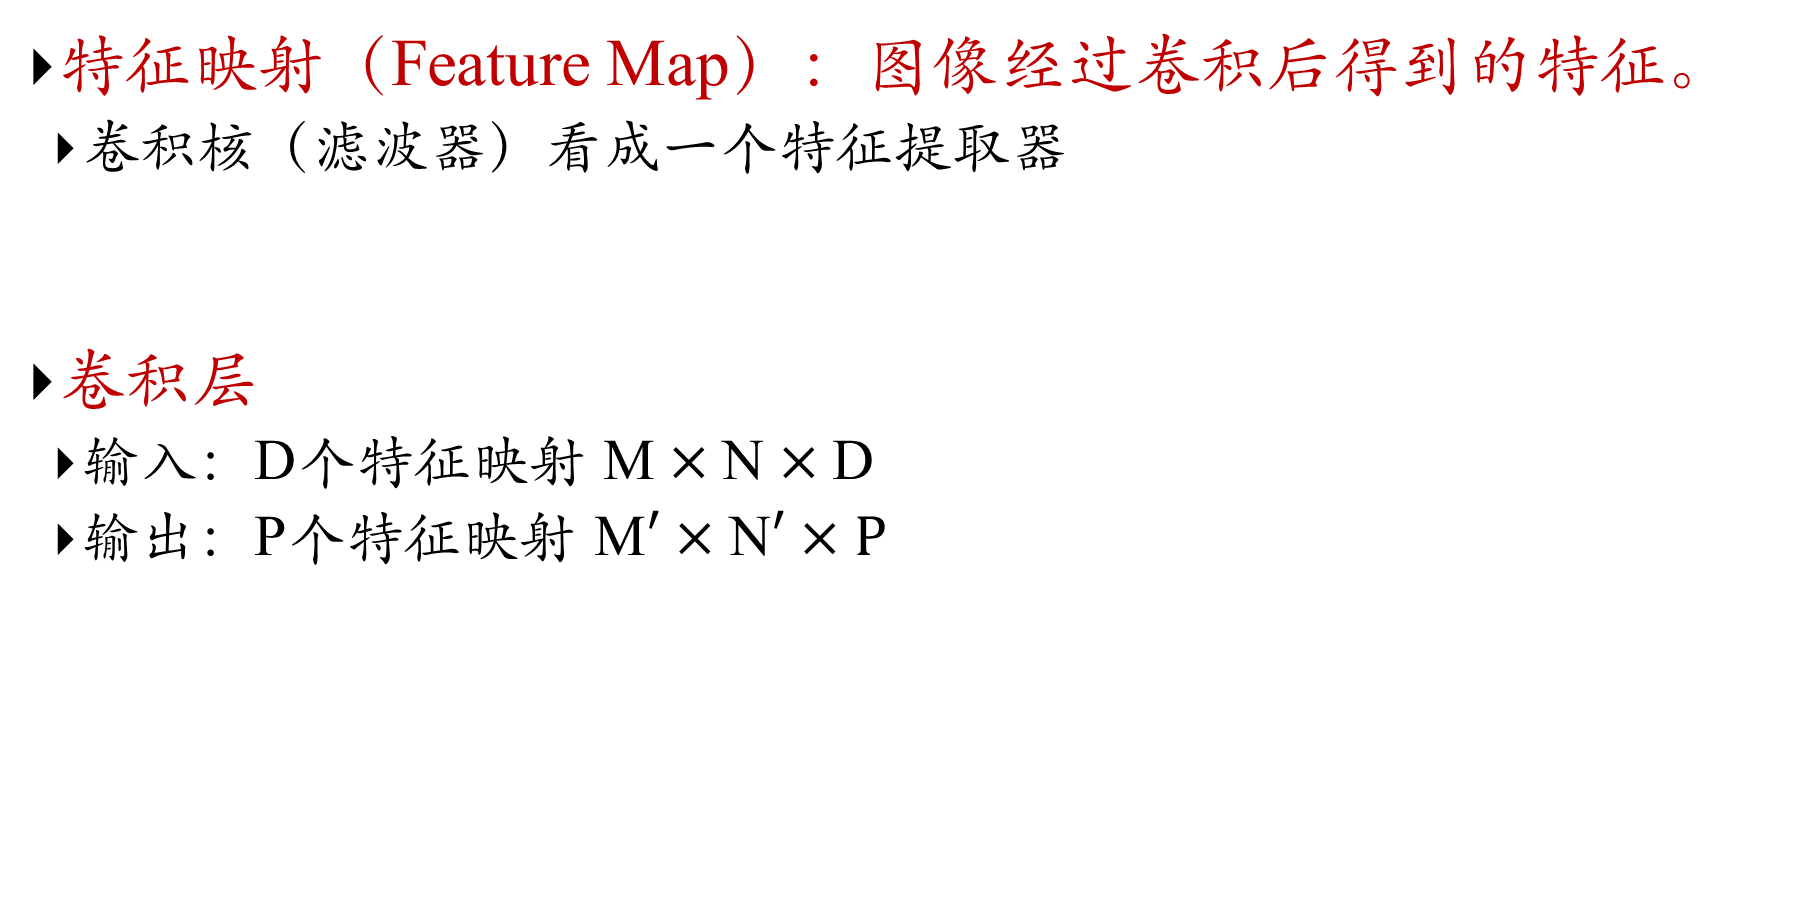 特征映射（Feature Map）：图像经过卷积后得到的特征。
卷积核（滤波器）看成一个特征提取器
卷积层
输入：D个特征映射 M × N × D
输出：P个特征映射 M′ × N′ × P